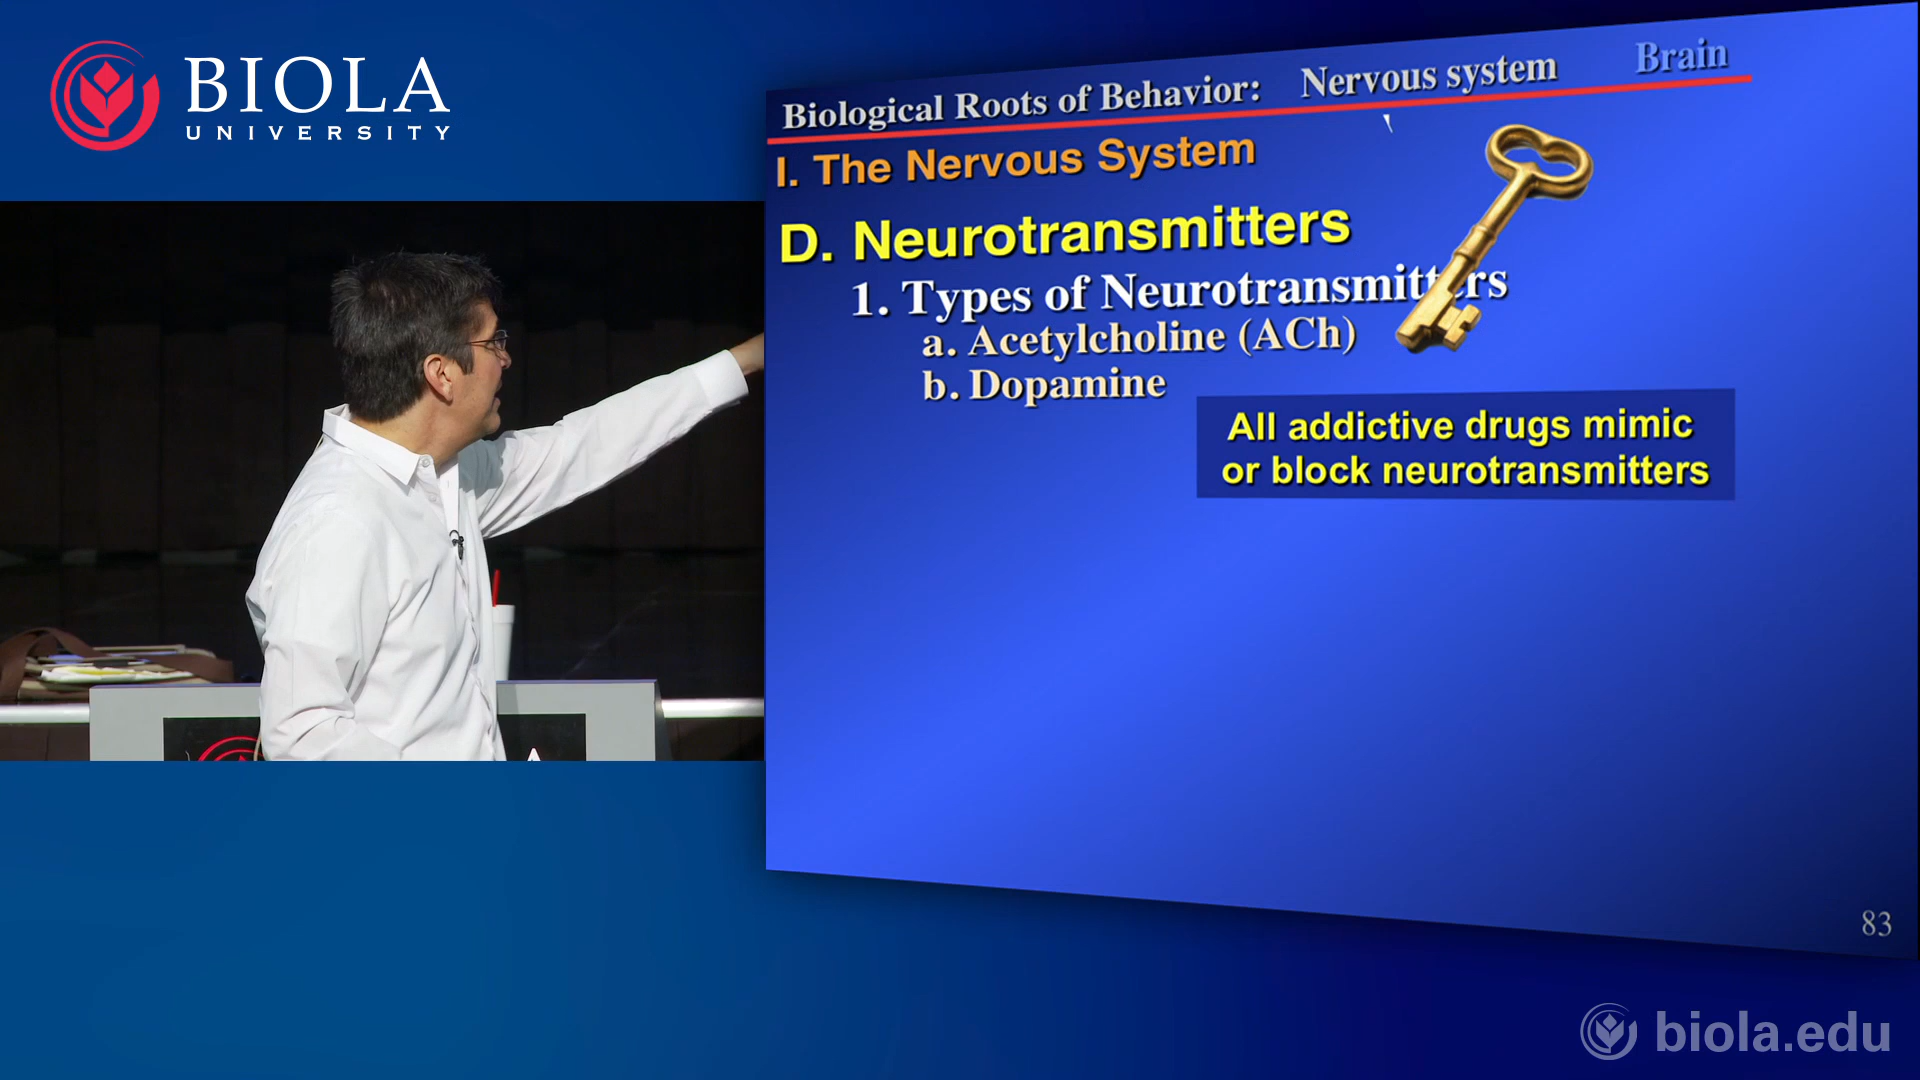 BIOLA
UNIVERSITY
Biological Roots of Behavior: Nervous system Brain
I. The Nervous System
D. Neurotransmitters
1. Types of Neurotransmitters
a. Acetylcholine (ACh)
b. Dopamine
All addictive drugs mimic
or block neurotransmitters
83
biola.edu